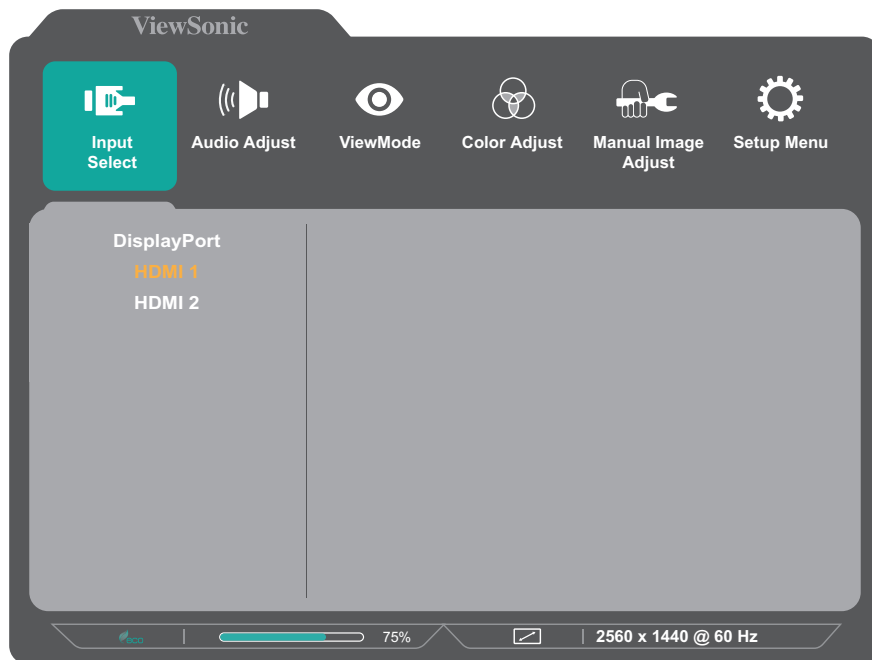 ViewSonic
Input
Select
Audio Adjust
ViewMode
Color Adjust
Manual Image
Adjust
Setup Menu
DisplayPort
HDMI 1
HDMI 2
eco
75%
2560 x 1440 @ 60 Hz